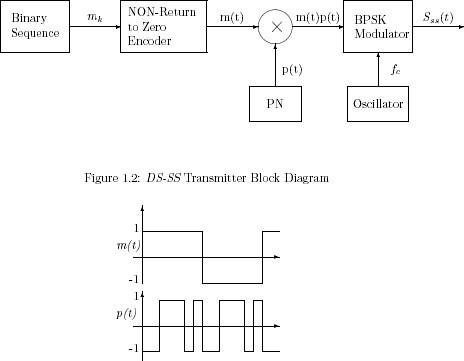 Binary
Sequence
m_k
NON-Return
to Zero
Encoder
m(t)
×
m(t)p(t)
BPSK
Modulator
S_ss(t)
p(t)
f_c
PN
Oscillator
Figure 1.2: DS-SS Transmitter Block Diagram
1
m(t)
-1
1
p(t)
-1